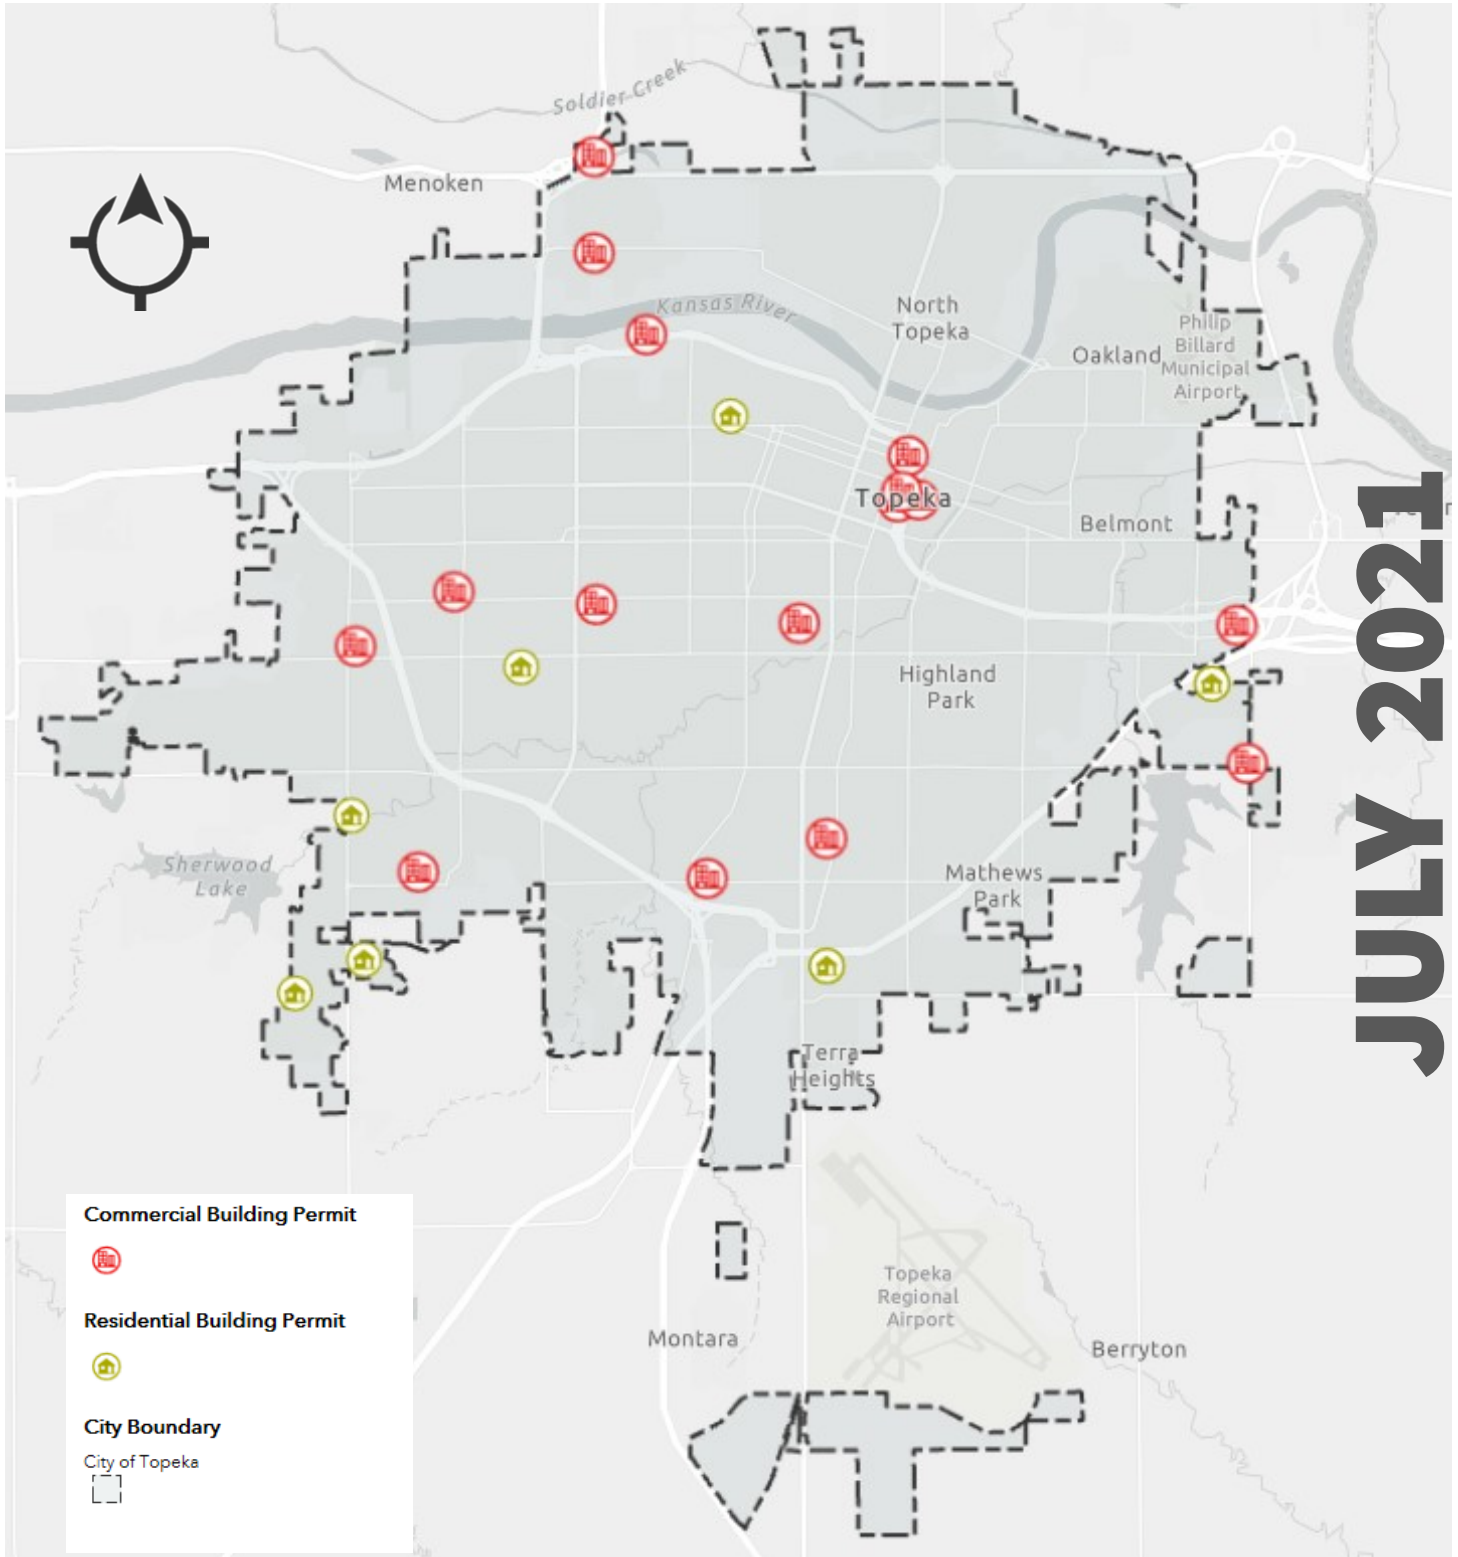 Soldier Creek
Menoken
Kansas River
North
Topeka
Philip
Billard
Municipal
Airport
Oakland
Topeka
Belmont
JULY 2021
Highland
Park
Sherwood
Lake
Mathews
Park
Terra
Heights
Commercial Building Permit
Residential Building Permit
City Boundary
City of Topeka
Topeka
Regional
Airport
Montara
Berryton